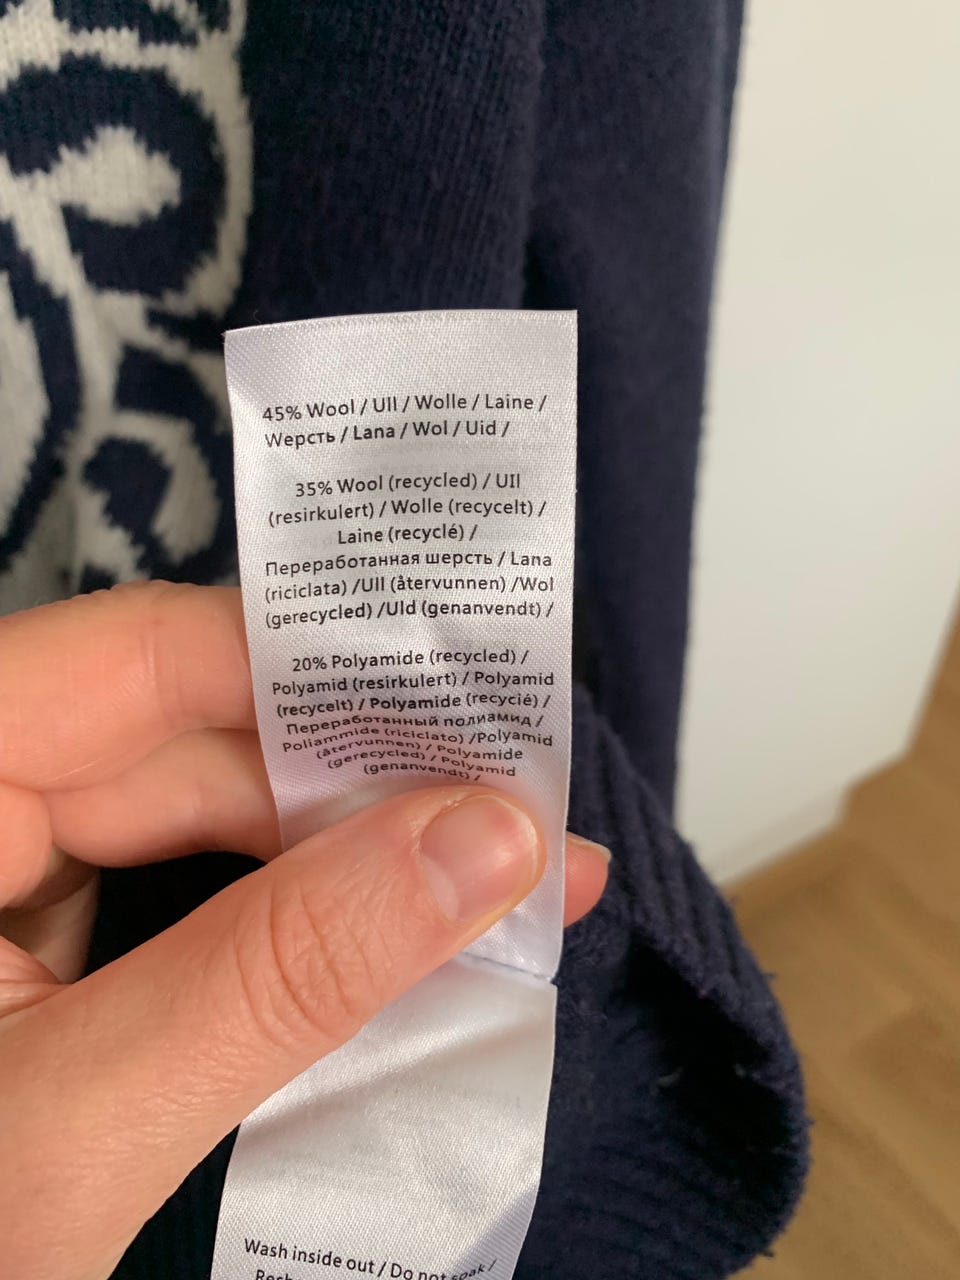 45% Wool / Ull / Wolle / Laine /
Шерсть / Lana / Wol / Uid /
35% Wool (recycled) / Ull
(resirkulert) / Wolle (recycelt) /
Laine (recyclé) /
Переработанная шерсть / Lana
(riciclata) /Ull (återvunnen) /Wol
(gerecycled) /Uld (genanvendt) /
20% Polyamide (recycled) /
Polyamid (resirkulert) / Polyamid
(recycelt) / Polyamide (recycié) /
Переработанный полиамид /
Poliammide (riciclato) /Polyamid
(återvunnen) / Polyamide
(gerecycled) / Polyamid
(genanvendt) /
Wash inside out / Do not soak /